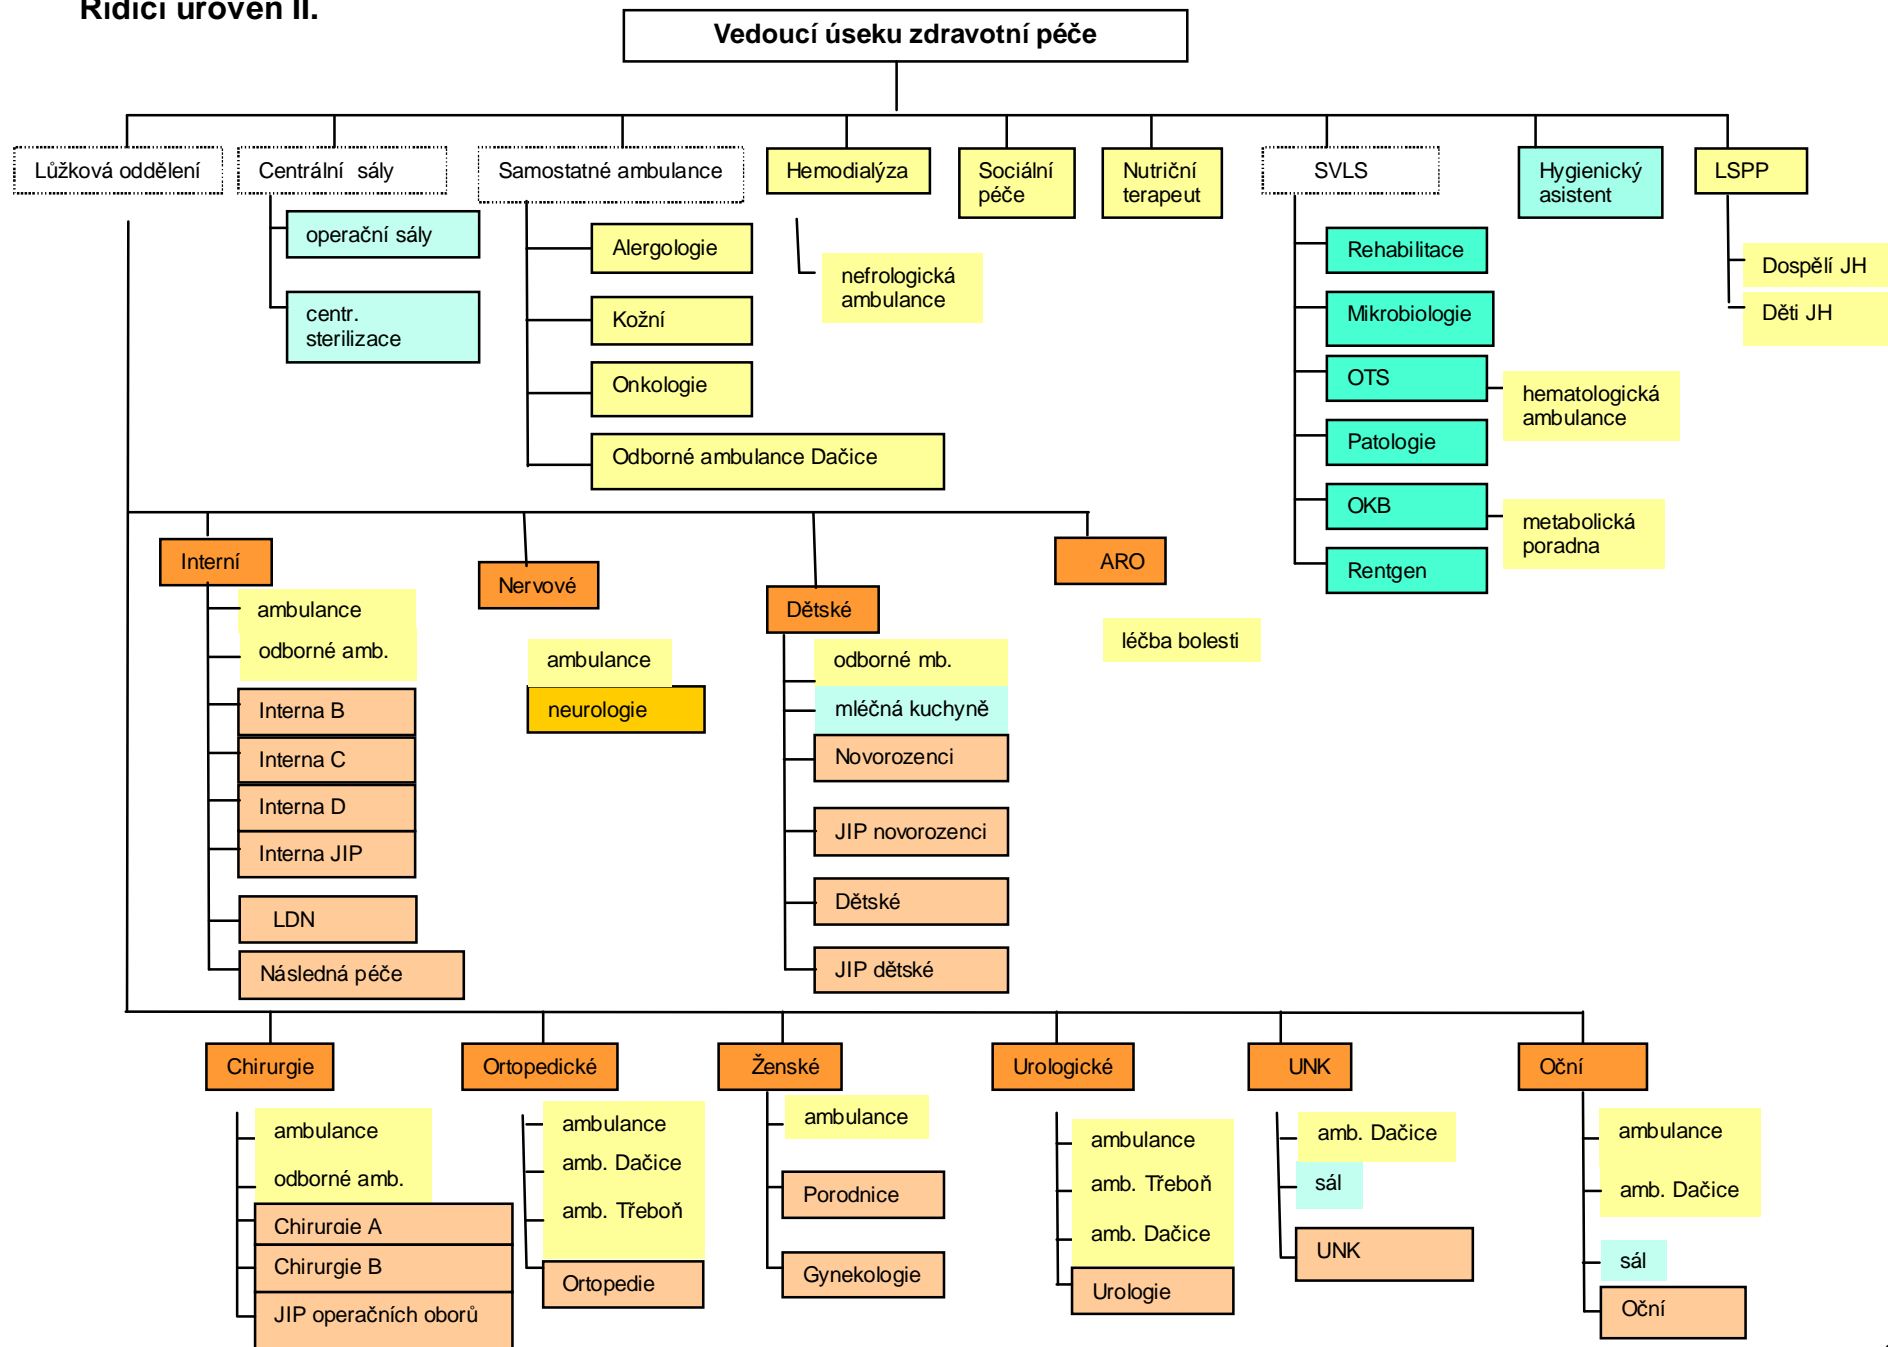 Řídící úroveň II.
Vedoucí úseku zdravotní péče
Lůžková oddělení
Centrální sály
Samostatné ambulance
Hemodialýza
Sociální
péče
Nutriční
terapeut
SVLS
Hygienický
asistent
LSPP
operační sály
centr.
sterilizace
Alergologie
Kožní
Onkologie
Odborné ambulance Dačice
nefrologická
ambulance
Rehabilitace
Mikrobiologie
OTS
hematologická
ambulance
Patologie
OKB
metabolická
poradna
Rentgen
Dospělí JH
Děti JH
Interní
ambulance
odborné amb.
Interna B
Interna C
Interna D
Interna JIP
LDN
Následná péče
Nervové
ambulance
neurologie
Dětské
odborné mb.
mléčná kuchyně
Novorozenci
JIP novorozenci
Dětské
JIP dětské
ARO
léčba bolesti
Chirurgie
ambulance
odborné amb.
Chirurgie A
Chirurgie B
JIP operačních oborů
Ortopedické
ambulance
amb. Dačice
amb. Třeboň
Ortopedie
Ženské
ambulance
Porodnice
Gynekologie
Urologické
ambulance
amb. Třeboň
amb. Dačice
Urologie
UNK
amb. Dačice
sál
UNK
Oční
ambulance
amb. Dačice
sál
Oční